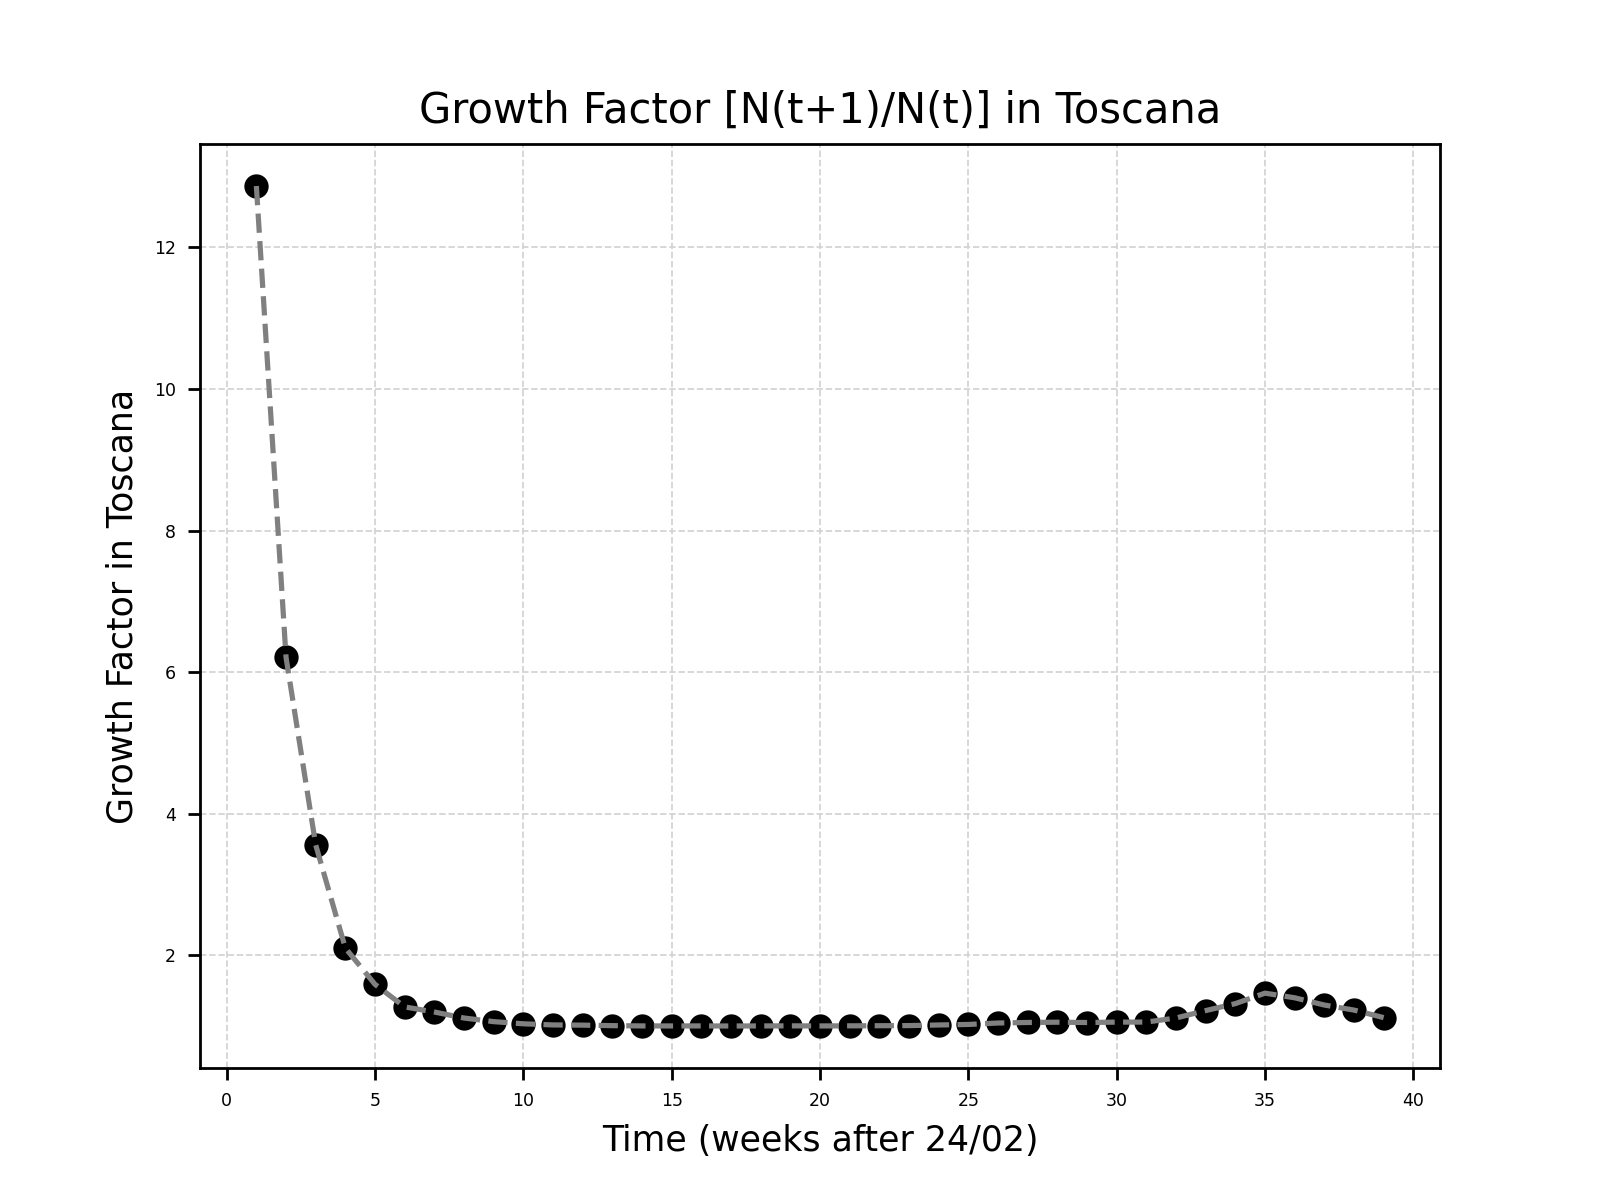 Growth Factor [N(t+1)/N(t)] in Toscana
Growth Factor in Toscana
12
10
8
6
4
2
0 5 10 15 20 25 30 35 40
Time (weeks after 24/02)